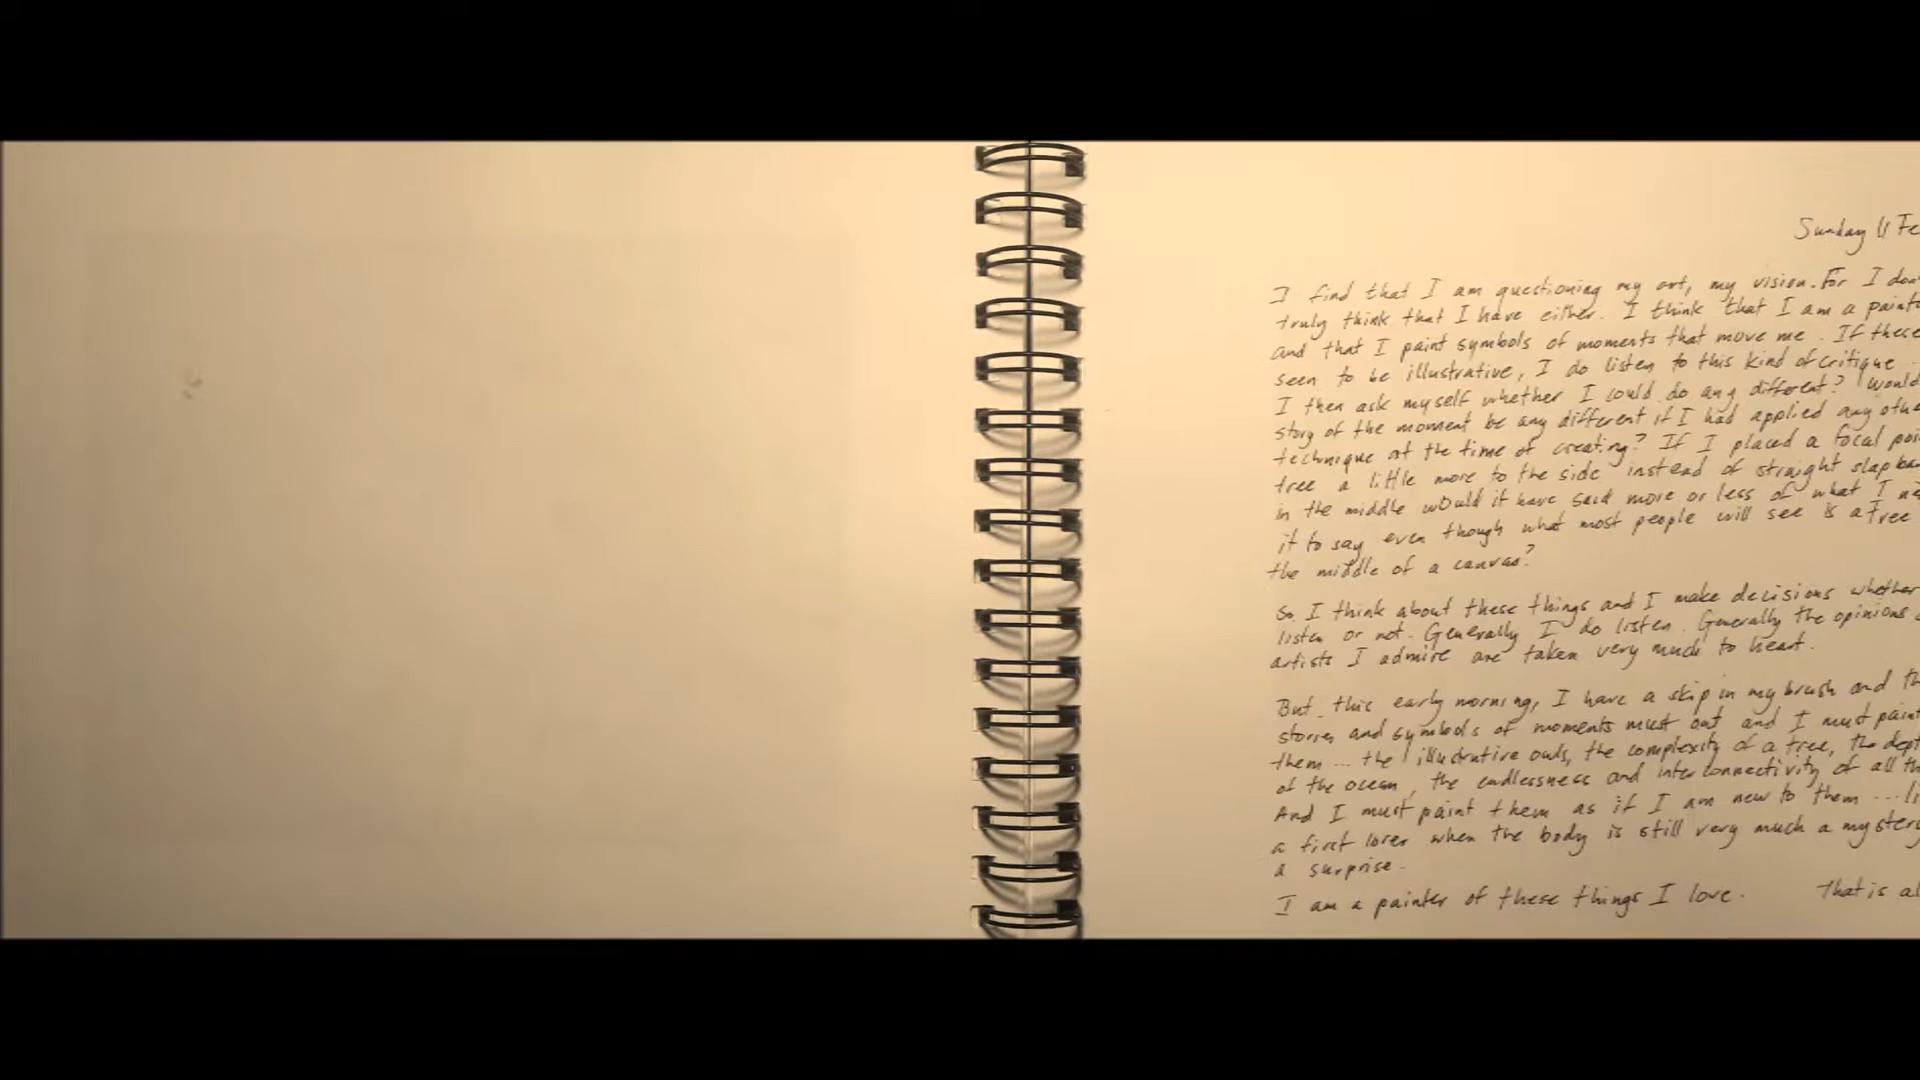 Sunday 11 Fe
I find that I am questioning my art, my vision. For I don
truly think that I have either. I think that I am a paint
and that I paint symbols of moments that move me. If these
seen to be illustrative, I do listen to this kind of critique
I then ask myself whether I could do any different? Would
story of the moment be any different if I had applied any othe
technique at the time of creating? If I placed a focal poi
tree a little more to the side instead of straight slap ba
in the middle would it have said more or less of what I ne
it to say even though what most people will see is a tree
the middle of a canvas?
So I think about these things and I make decisions whether
listen or not. Generally I do listen. Generally the opinions
artists I admire are taken very much to heart.
But this early morning, I have a skip in my brush and th
stories and symbols of moments must out and I must paint
them ... the illustrative owls, the complexity of a tree, the dept
of the ocean, the endlessness and interconnectivity of all th
And I must paint them as if I am new to them ... li
a first lover when the body is still very much a mystery
a surprise.
I am a painter of these things I love. That is al